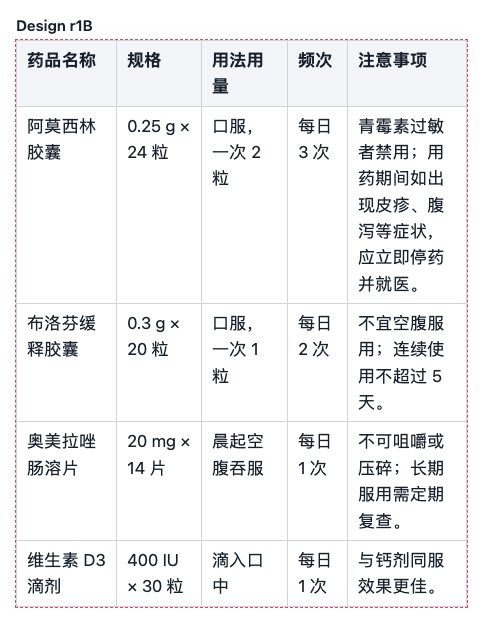 Design r1B
药品名称 规格 用法用 频次 注意事项
量
阿莫西林 0.25 g × 口服， 每日 青霉素过敏
胶囊 24 粒 一次 2 3 次 者禁用；用
粒 药期间如出
现皮疹、腹
泻等症状，
应立即停药
并就医。
布洛芬缓 0.3 g × 口服， 每日 不宜空腹服
释胶囊 20 粒 一次 1 2 次 用；连续使
粒 用不超过 5
天。
奥美拉唑 20 mg × 晨起空 每日 不可咀嚼或
肠溶片 14 片 腹吞服 1 次 压碎；长期
服用需定期
复查。
维生素 D3 400 IU 滴入口 每日 与钙剂同服
滴剂 × 30 粒 中 1 次 效果更佳。